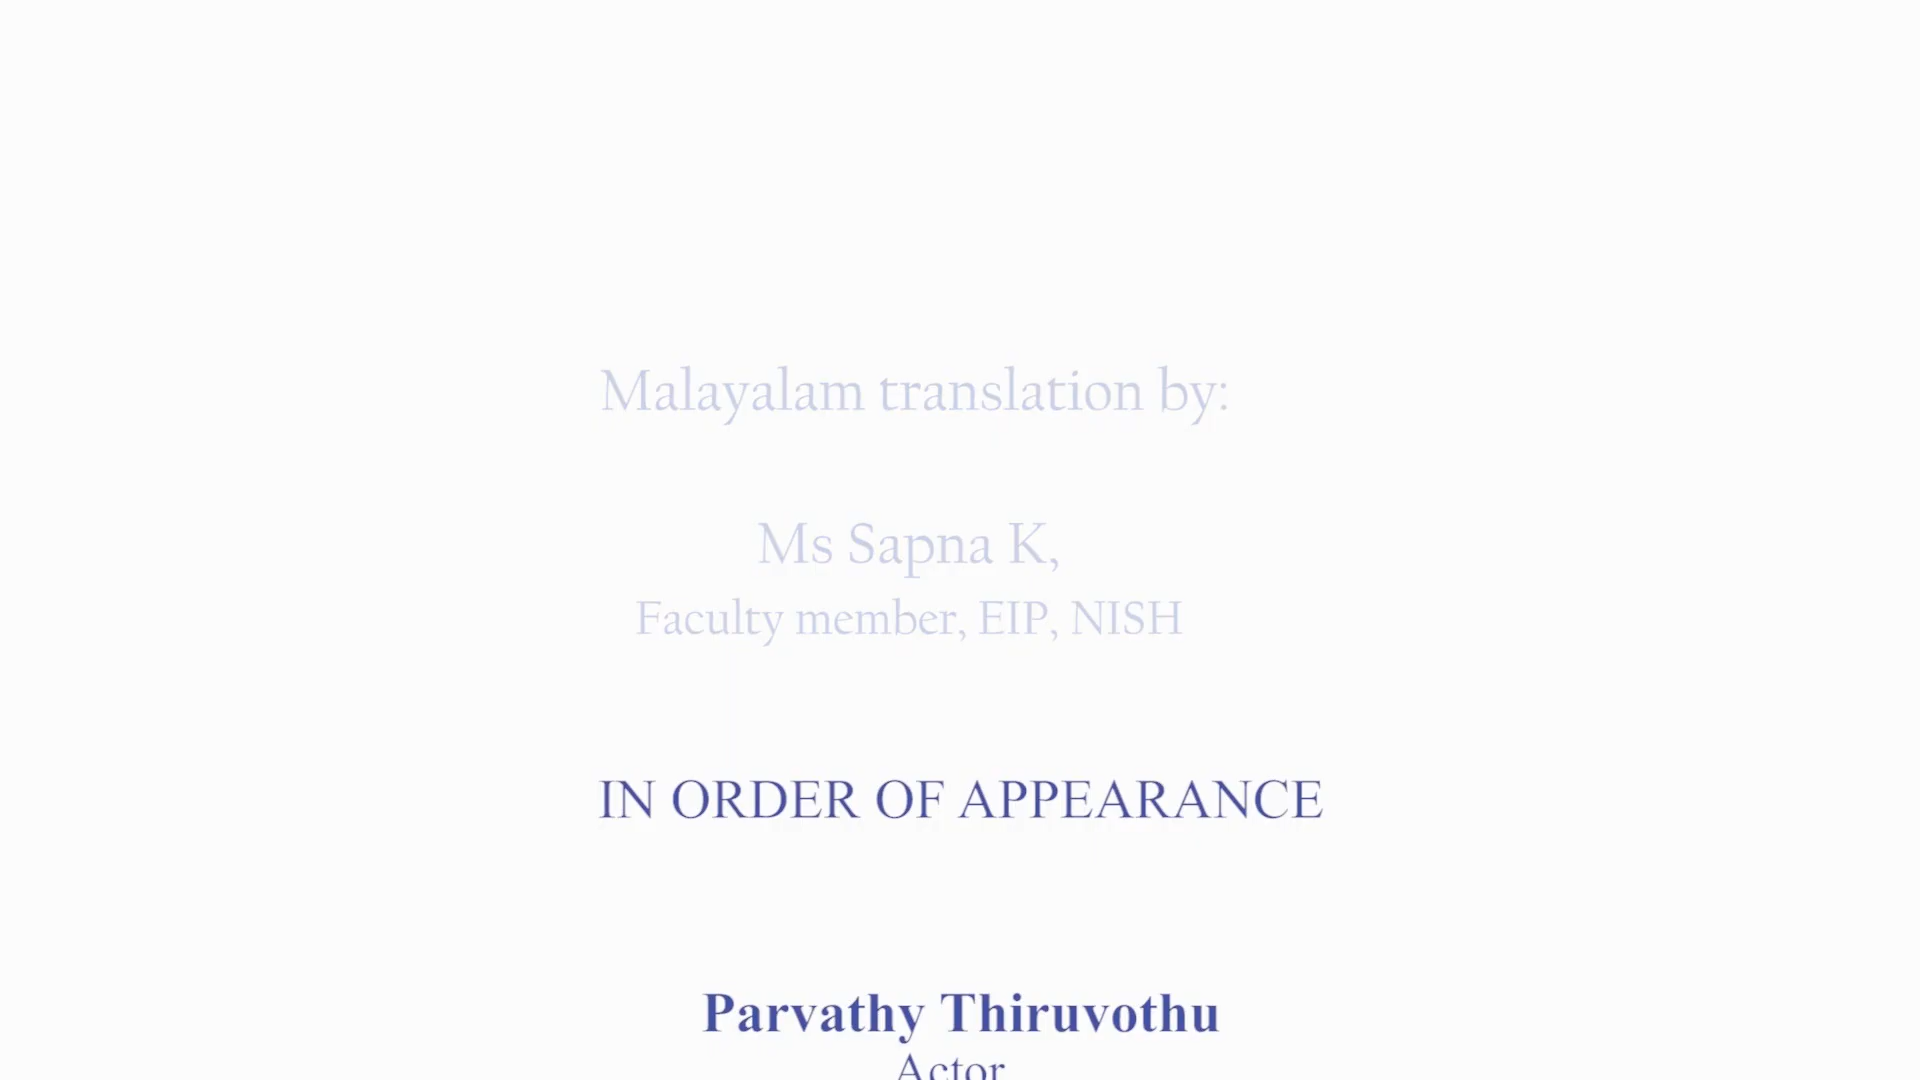 Malayalam translation by:
Ms Sapna K,
Faculty member, EIP, NISH
IN ORDER OF APPEARANCE
Parvathy Thiruvothu
Actor